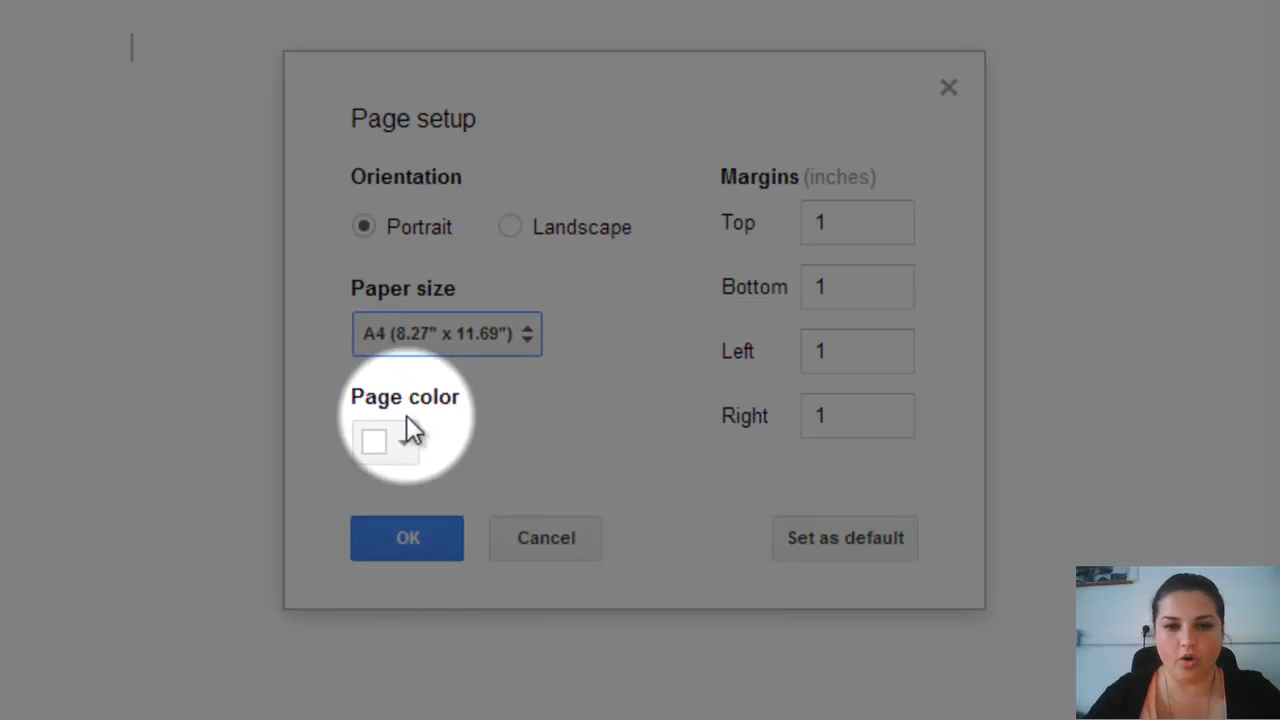 Page setup
Orientation
Portrait Landscape
Paper size
A4 (8.27" x 11.69")
Page color
OK Cancel
Margins (inches)
Top 1
Bottom 1
Left 1
Right 1
Set as default